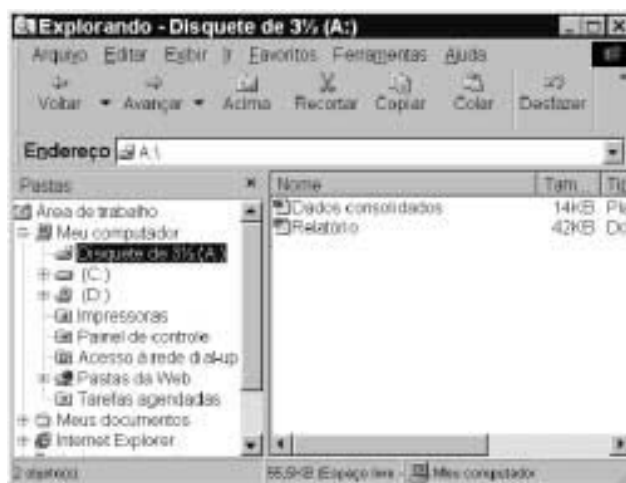 Explorando - Disquete de 3½ (A:)
Arquivo Editar Exibir Ir Favoritos Ferramentas Ajuda
Voltar Avançar Acima Recortar Copiar Colar Desfazer
Endereço A:\
Pastas
Área de trabalho
Meu computador
Disquete de 3½ (A:)
(C:)
(D:)
Impressoras
Painel de controle
Acesso à rede dial-up
Pastas da Web
Tarefas agendadas
Meus documentos
Internet Explorer
Nome Tam... Tip
Dados consolidados 14KB Pla
Relatório 42KB Do
2 objeto(s) (Espaço livre - Meu computador